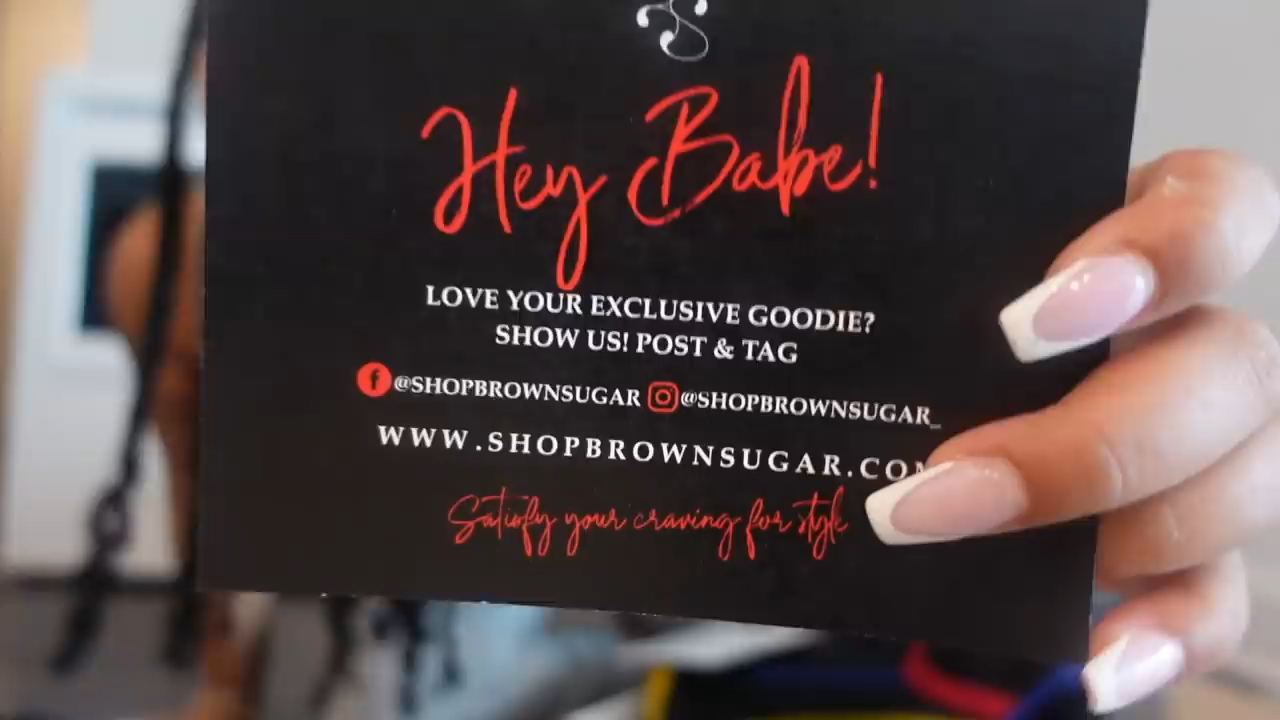 Hey Babe!
LOVE YOUR EXCLUSIVE GOODIE?
SHOW US! POST & TAG
@SHOPBROWNSUGAR @SHOPBROWNSUGAR_
WWW.SHOPBROWNSUGAR.COM
Satisfy your craving for style